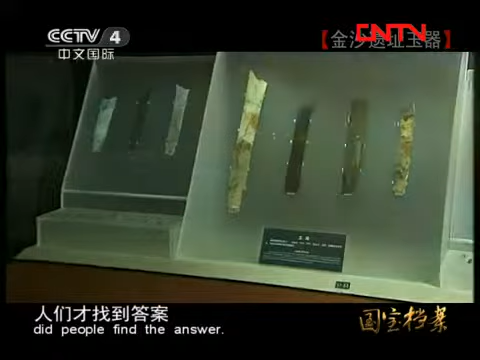 CCTV 4
中文国际
CNTV
【金沙遗址玉器】
人们才找到答案
did people find the answer.
国宝档案